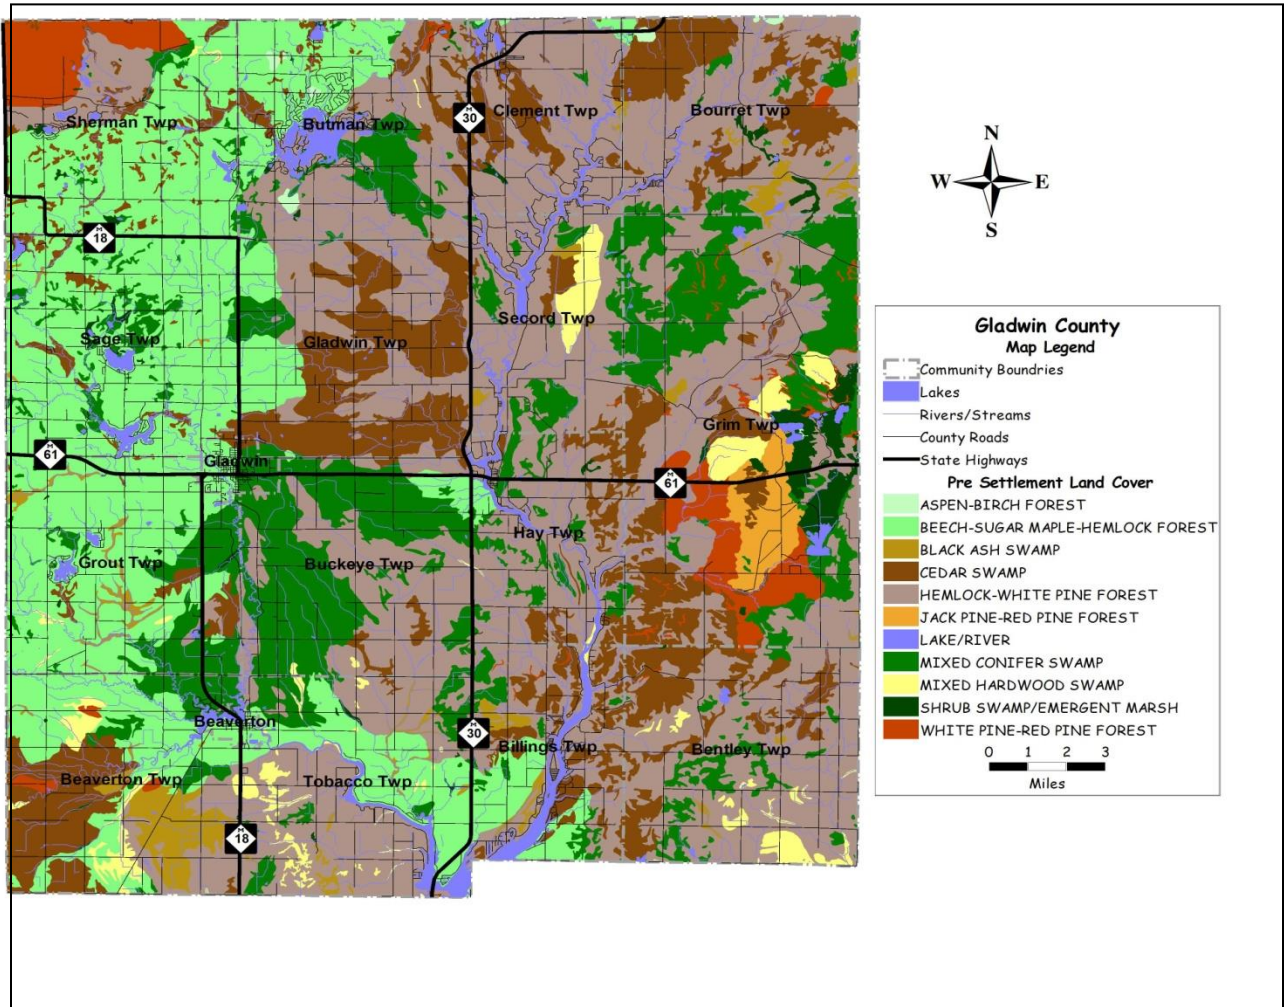 Sherman Twp
Butman Twp
M
30
Clement Twp
Bourret Twp
N
W
E
S
M
18
Sage Twp
Gladwin Twp
Secord Twp
Grim Twp
M
61
Gladwin
M
61
Hay Twp
Grout Twp
Buckeye Twp
Beaverton
M
30
Billings Twp
Bentley Twp
Beaverton Twp
Tobacco Twp
M
18
Gladwin County
Map Legend
Community Boundries
Lakes
Rivers/Streams
County Roads
State Highways
Pre Settlement Land Cover
ASPEN-BIRCH FOREST
BEECH-SUGAR MAPLE-HEMLOCK FOREST
BLACK ASH SWAMP
CEDAR SWAMP
HEMLOCK-WHITE PINE FOREST
JACK PINE-RED PINE FOREST
LAKE/RIVER
MIXED CONIFER SWAMP
MIXED HARDWOOD SWAMP
SHRUB SWAMP/EMERGENT MARSH
WHITE PINE-RED PINE FOREST
0 1 2 3
Miles